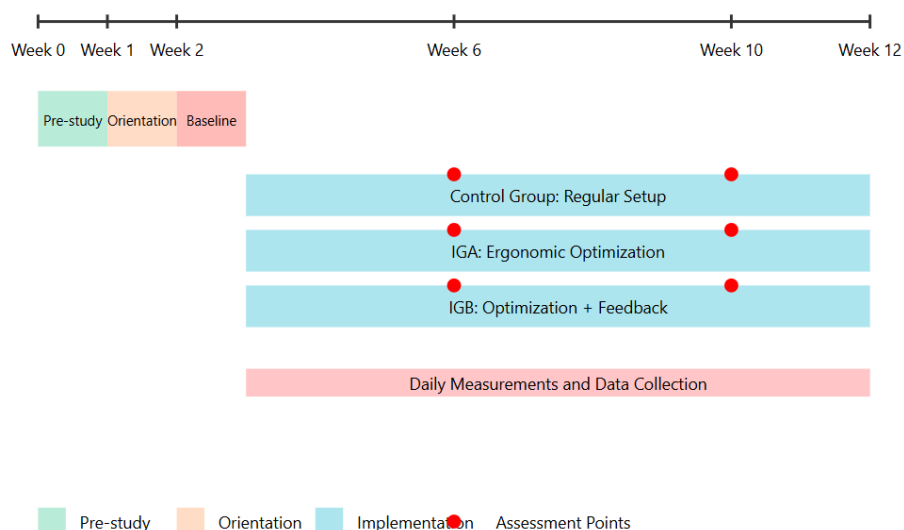 Week 0 Week 1 Week 2 Week 6 Week 10 Week 12
Pre-study Orientation Baseline
Control Group: Regular Setup
IGA: Ergonomic Optimization
IGB: Optimization + Feedback
Daily Measurements and Data Collection
Pre-study Orientation Implementation Assessment Points